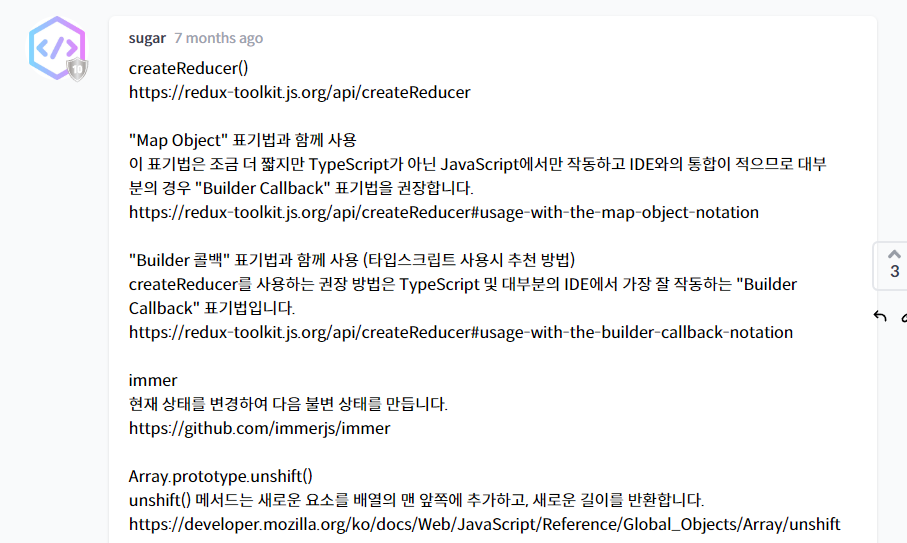 sugar 7 months ago
createReducer()
https://redux-toolkit.js.org/api/createReducer
"Map Object" 표기법과 함께 사용
이 표기법은 조금 더 짧지만 TypeScript가 아닌 JavaScript에서만 작동하고 IDE와의 통합이 적으므로 대부
분의 경우 "Builder Callback" 표기법을 권장합니다.
https://redux-toolkit.js.org/api/createReducer#usage-with-the-map-object-notation
"Builder 콜백" 표기법과 함께 사용 (타입스크립트 사용시 추천 방법)
createReducer를 사용하는 권장 방법은 TypeScript 및 대부분의 IDE에서 가장 잘 작동하는 "Builder
Callback" 표기법입니다.
https://redux-toolkit.js.org/api/createReducer#usage-with-the-builder-callback-notation
3
immer
현재 상태를 변경하여 다음 불변 상태를 만듭니다.
https://github.com/immerjs/immer
Array.prototype.unshift()
unshift() 메서드는 새로운 요소를 배열의 맨 앞쪽에 추가하고, 새로운 길이를 반환합니다.
https://developer.mozilla.org/ko/docs/Web/JavaScript/Reference/Global_Objects/Array/unshift